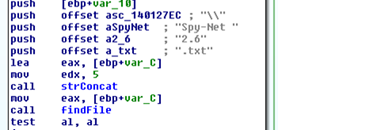 push [ebp+var_10]
push offset asc_140127EC ; "\\"
push offset aSpyNet ; "Spy-Net "
push offset a2_6 ; "2.6"
push offset a_txt ; ".txt"
lea eax, [ebp+var_C]
mov edx, 5
call strConcat
mov eax, [ebp+var_C]
call findFile
test al, al